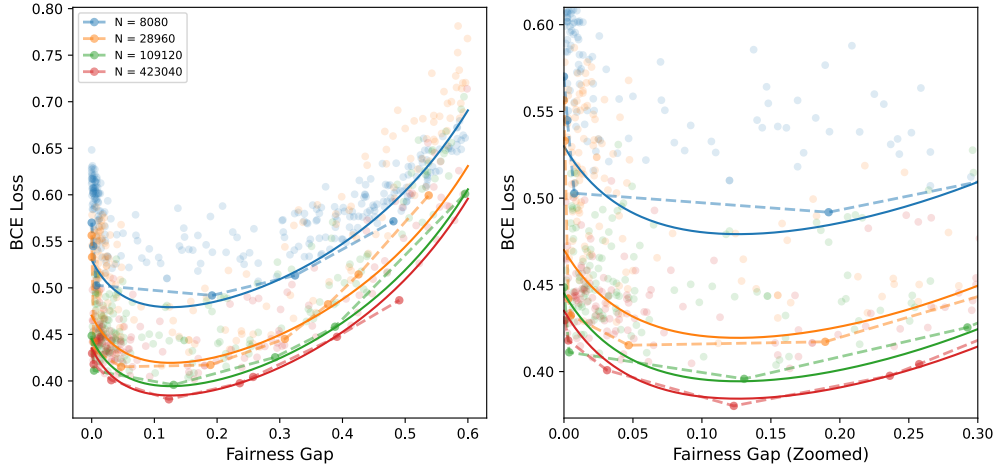 0.80
0.75
0.70
0.65
0.60
0.55
0.50
0.45
0.40
BCE Loss
N = 8080
N = 28960
N = 109120
N = 423040
0.0 0.1 0.2 0.3 0.4 0.5 0.6
Fairness Gap
0.60
0.55
0.50
0.45
0.40
BCE Loss
0.00 0.05 0.10 0.15 0.20 0.25 0.30
Fairness Gap (Zoomed)